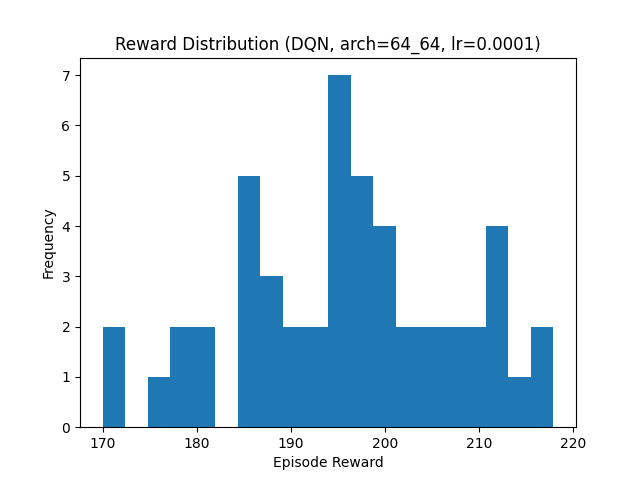 Reward Distribution (DQN, arch=64_64, lr=0.0001)
7
6
5
4
3
2
1
0
Frequency
170 180 190 200 210 220
Episode Reward